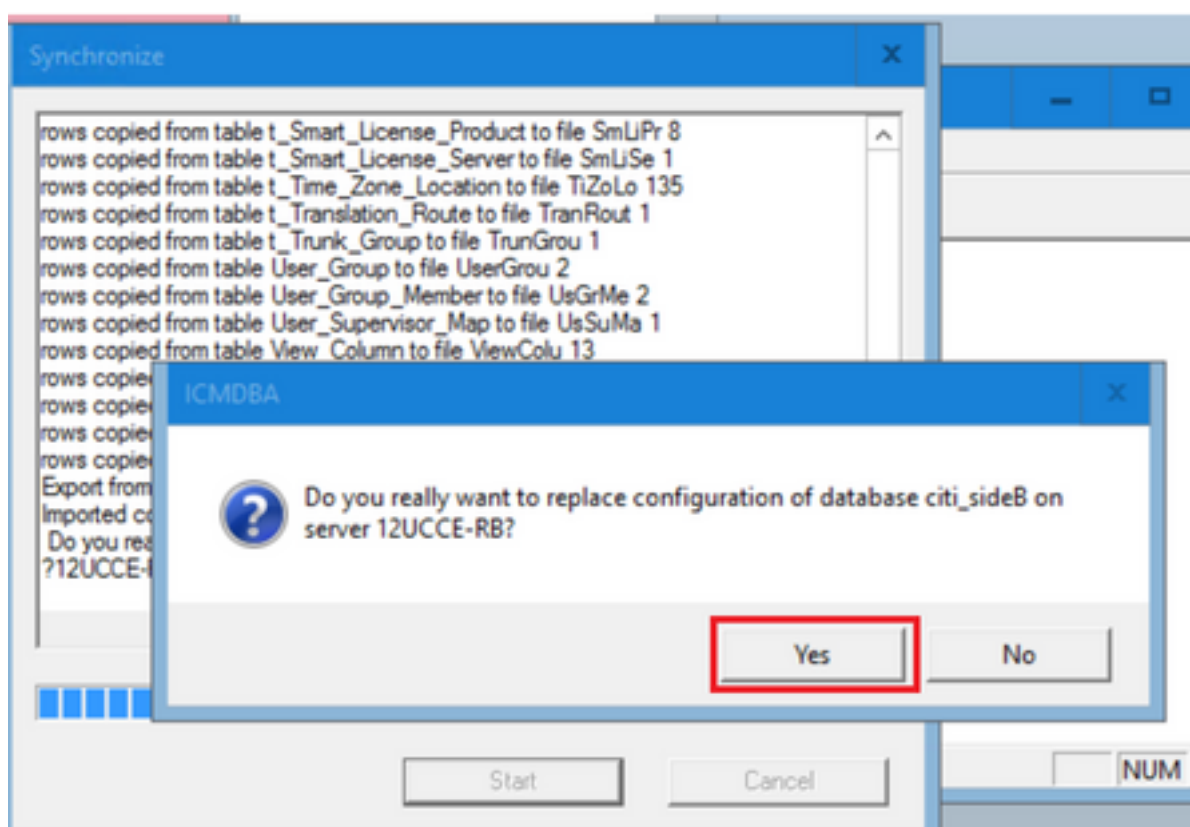 Synchronize
rows copied from table t_Smart_License_Product to file SmLiPr 8
rows copied from table t_Smart_License_Server to file SmLiSe 1
rows copied from table t_Time_Zone_Location to file TiZoLo 135
rows copied from table t_Translation_Route to file TranRout 1
rows copied from table t_Trunk_Group to file TrunGrou 1
rows copied from table User_Group to file UserGrou 2
rows copied from table User_Group_Member to file UsGrMe 2
rows copied from table User_Supervisor_Map to file UsSuMa 1
rows copied from table View_Column to file ViewColu 13
rows copie
rows copie
rows copie
rows copie
Export from
Imported co
Do you rea
?12UCCE-
ICMDBA
Do you really want to replace configuration of database citi_sideB on
server 12UCCE-RB?
Yes
No
Start
Cancel
NUM